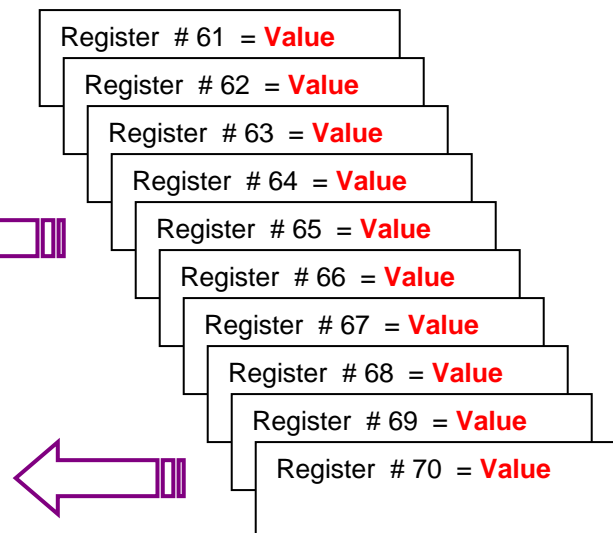 Register # 61 = Value
Register # 62 = Value
Register # 63 = Value
Register # 64 = Value
Register # 65 = Value
Register # 66 = Value
Register # 67 = Value
Register # 68 = Value
Register # 69 = Value
Register # 70 = Value